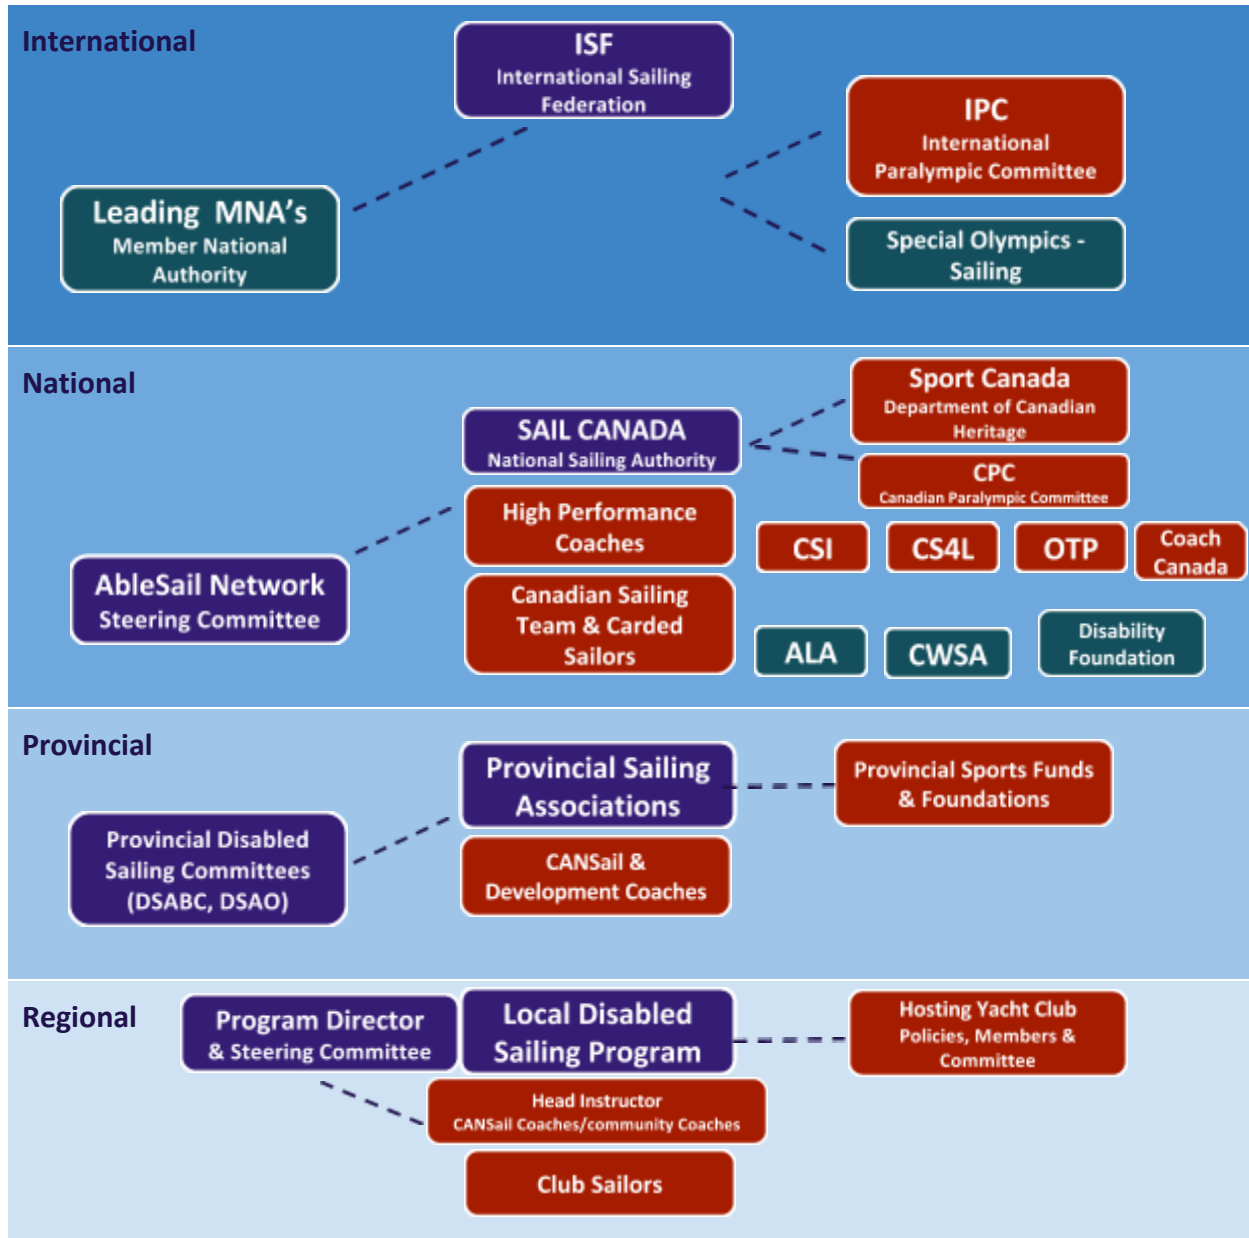 International
ISF
International Sailing
Federation
IPC
International
Paralympic Committee
Leading MNA's
Member National
Authority
Special Olympics -
Sailing
National
Sport Canada
Department of Canadian
Heritage
SAIL CANADA
National Sailing Authority
CPC
Canadian Paralympic Committee
High Performance
Coaches
CSI
CS4L
OTP
Coach
Canada
AbleSail Network
Steering Committee
Canadian Sailing
Team & Carded
Sailors
ALA
CWSA
Disability
Foundation
Provincial
Provincial Sailing
Associations
Provincial Sports Funds
& Foundations
Provincial Disabled
Sailing Committees
(DSABC, DSAO)
CANSail &
Development Coaches
Regional
Program Director
& Steering Committee
Local Disabled
Sailing Program
Hosting Yacht Club
Policies, Members &
Committee
Head Instructor
CANSail Coaches/community Coaches
Club Sailors